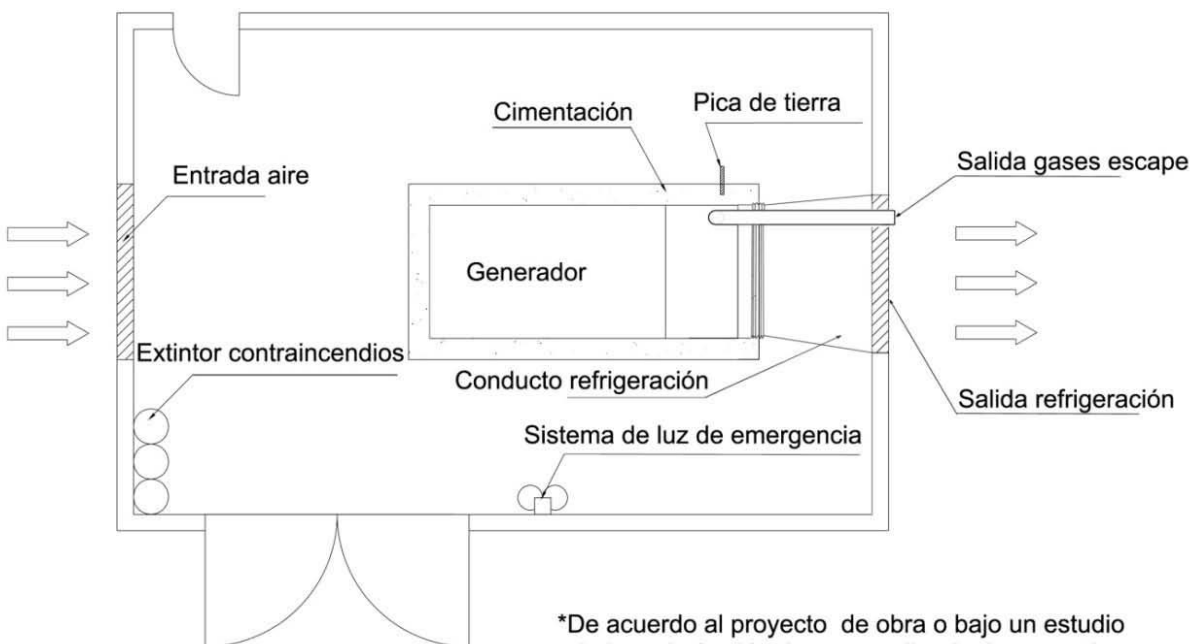 Pica de tierra
Cimentación
Salida gases escape
Entrada aire
Generador
Extintor contraincendios
Conducto refrigeración
Salida refrigeración
Sistema de luz de emergencia
*De acuerdo al proyecto de obra o bajo un estudio